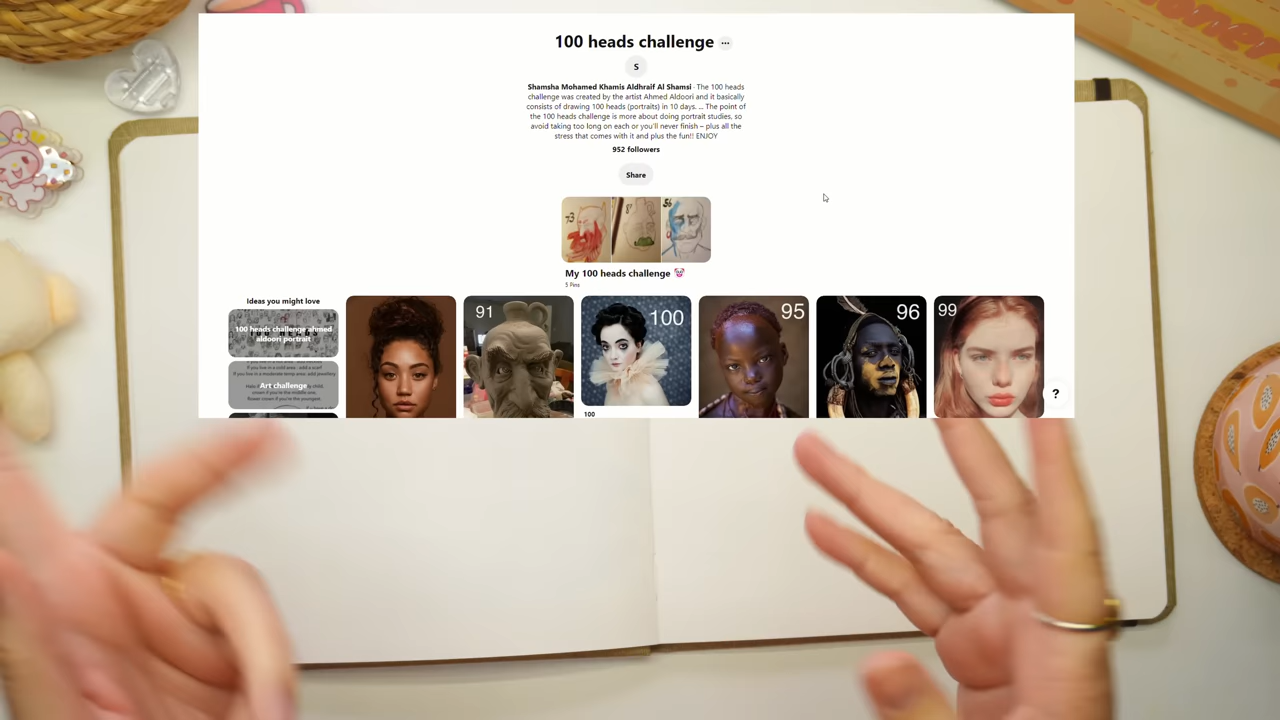 100 heads challenge
S
Shamsha Mohamed Khamis Aldhraif Al Shamsi · The 100 heads
challenge was created by the artist Ahmed Aldoori and it basically
consists of drawing 100 heads (portraits) in 10 days. ... The point of
the 100 heads challenge is more about doing portrait studies, so
avoid taking too long on each or you'll never finish – plus all the
stress that comes with it and plus the fun!! ENJOY
952 followers
Share
73
8
56
My 100 heads challenge
5 Pins
Ideas you might love
100 heads challenge ahmed
aldoori portrait
Art challenge
91
100
95
96
99
100
?